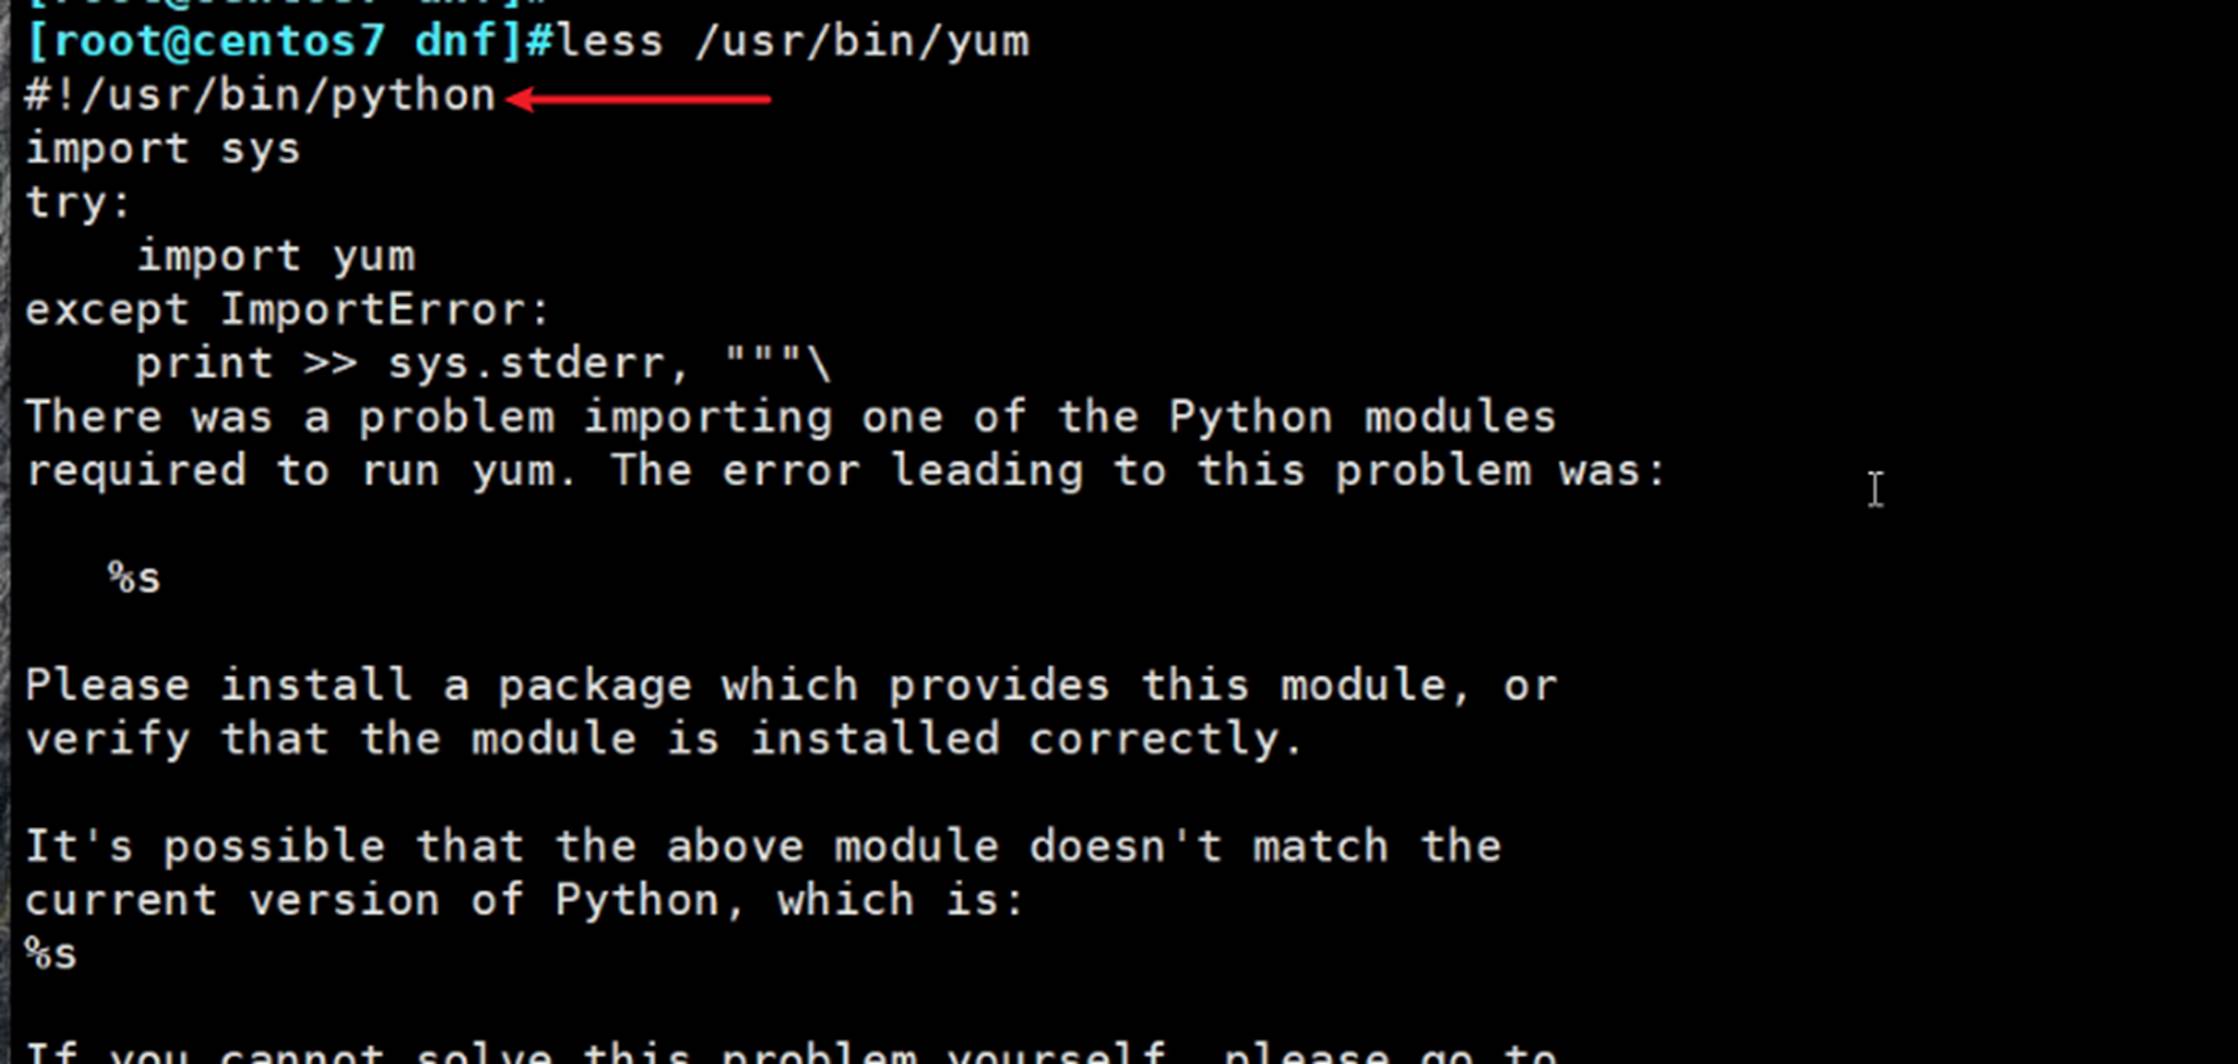 [root@centos7 dnf]#
[root@centos7 dnf]#less /usr/bin/yum
#!/usr/bin/python
import sys
try:
    import yum
except ImportError:
    print >> sys.stderr, """\
There was a problem importing one of the Python modules
required to run yum. The error leading to this problem was:

   %s

Please install a package which provides this module, or
verify that the module is installed correctly.

It's possible that the above module doesn't match the
current version of Python, which is:
%s

If you cannot solve this problem yourself, please go to